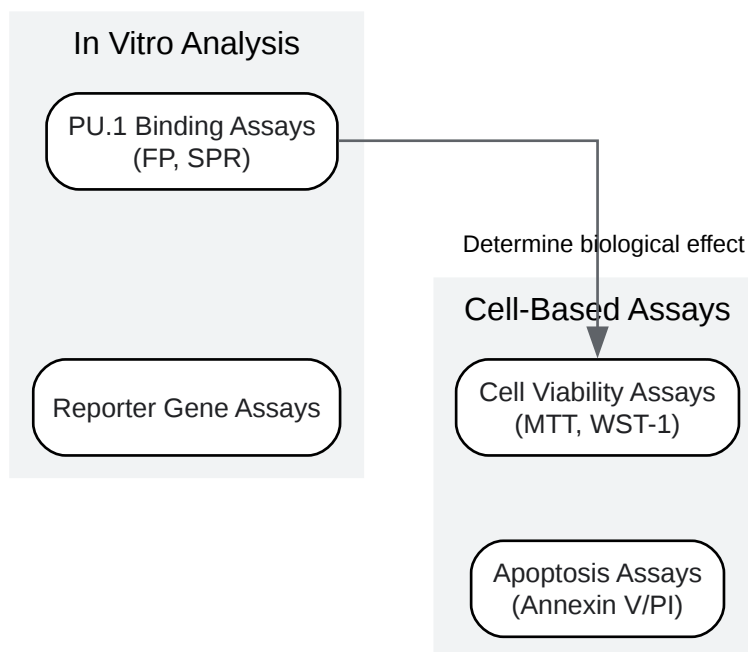 In Vitro Analysis
PU.1 Binding Assays
(FP, SPR)
Determine biological effect
Cell-Based Assays
Reporter Gene Assays
Cell Viability Assays
(MTT, WST-1)
Apoptosis Assays
(Annexin V/PI)